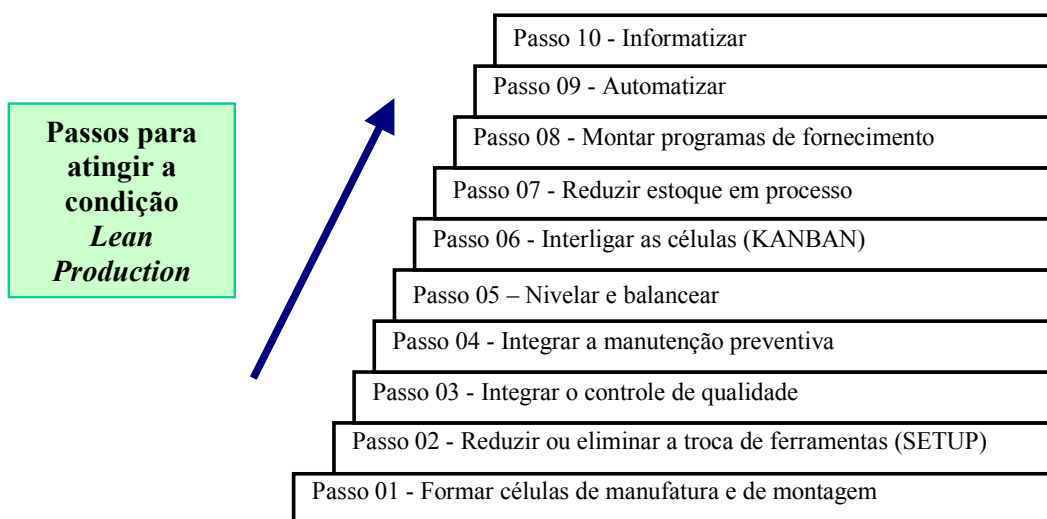 Passo 10 - Informatizar
Passo 09 - Automatizar
Passo 08 - Montar programas de fornecimento
Passo 07 - Reduzir estoque em processo
Passo 06 - Interligar as células (KANBAN)
Passo 05 – Nivelar e balancear
Passo 04 - Integrar a manutenção preventiva
Passo 03 - Integrar o controle de qualidade
Passo 02 - Reduzir ou eliminar a troca de ferramentas (SETUP)
Passo 01 - Formar células de manufatura e de montagem
Passos para
atingir a
condição
Lean
Production